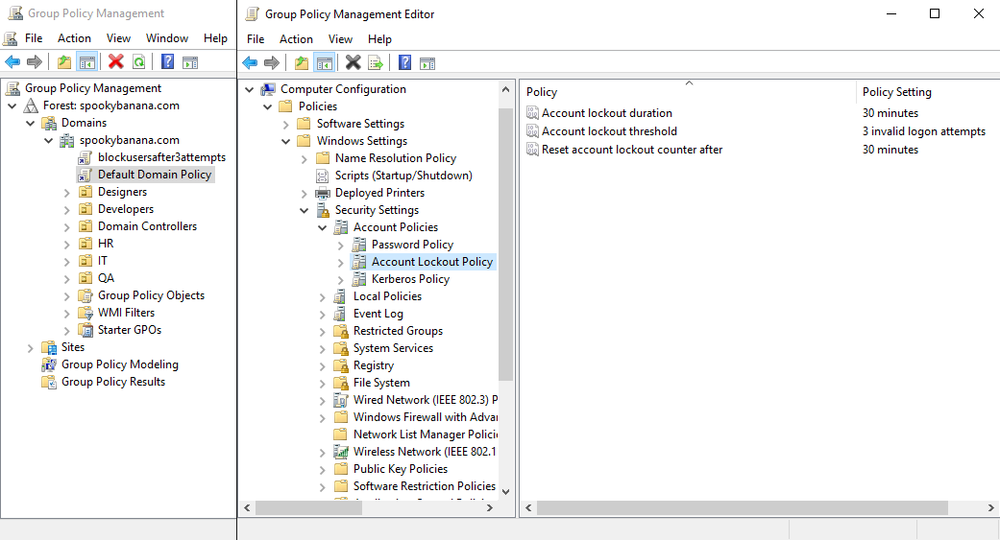 Group Policy Management
File Action View Window Help
Group Policy Management
Forest: spookybanana.com
Domains
spookybanana.com
blockusersafter3attempts
Default Domain Policy
Designers
Developers
Domain Controllers
HR
IT
QA
Group Policy Objects
WMI Filters
Starter GPOs
Sites
Group Policy Modeling
Group Policy Results
Group Policy Management Editor
File Action View Help
Computer Configuration
Policies
Software Settings
Windows Settings
Name Resolution Policy
Scripts (Startup/Shutdown)
Deployed Printers
Security Settings
Account Policies
Password Policy
Account Lockout Policy
Kerberos Policy
Local Policies
Event Log
Restricted Groups
System Services
Registry
File System
Wired Network (IEEE 802.3) P
Windows Firewall with Advan
Network List Manager Policie
Wireless Network (IEEE 802.1
Public Key Policies
Software Restriction Policies
Policy Policy Setting
Account lockout duration 30 minutes
Account lockout threshold 3 invalid logon attempts
Reset account lockout counter after 30 minutes